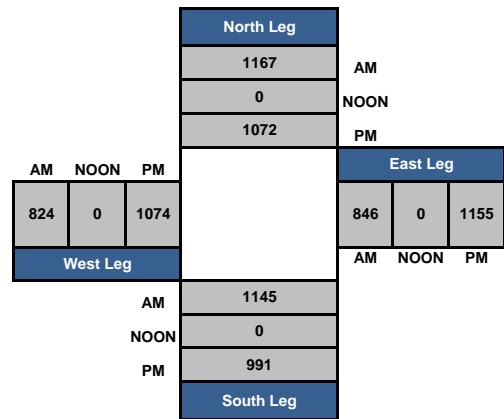 North Leg
1167 AM
0 NOON
1072 PM
AM NOON PM
East Leg
824 0 1074
846 0 1155
West Leg
AM NOON PM
AM 1145
NOON 0
PM 991
South Leg